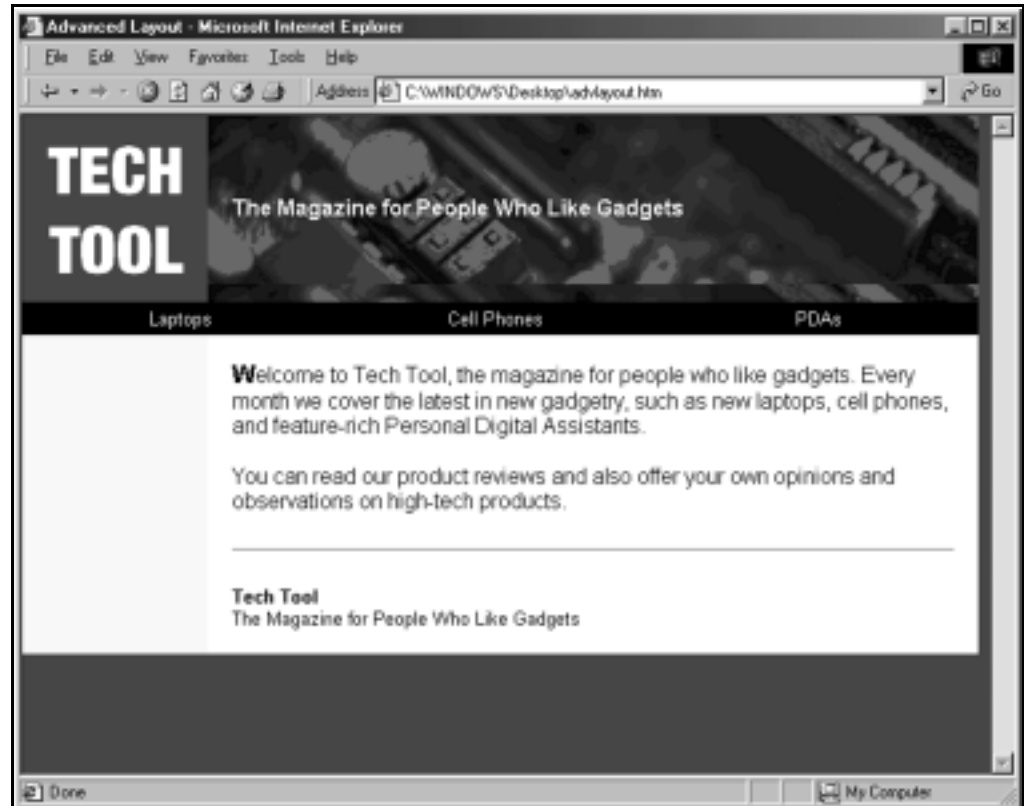 Advanced Layout - Microsoft Internet Explorer
File Edit View Favorites Tools Help
Address C:\WINDOWS\Desktop\advlayout.htm Go
TECH
TOOL
The Magazine for People Who Like Gadgets
Laptops Cell Phones PDAs
Welcome to Tech Tool, the magazine for people who like gadgets. Every
month we cover the latest in new gadgetry, such as new laptops, cell phones,
and feature-rich Personal Digital Assistants.
You can read our product reviews and also offer your own opinions and
observations on high-tech products.
Tech Tool
The Magazine for People Who Like Gadgets
Done My Computer